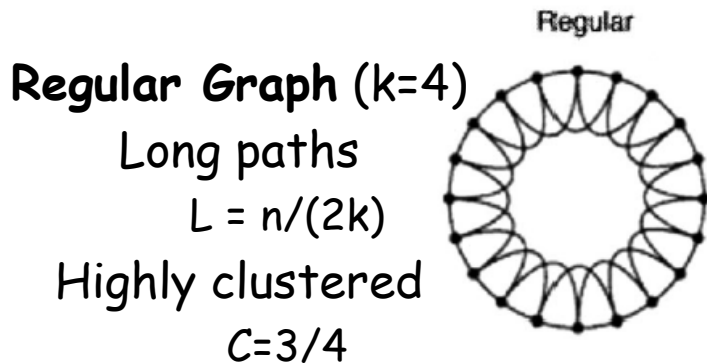 Regular
Regular Graph (k=4)
Long paths
L = n/(2k)
Highly clustered
C=3/4